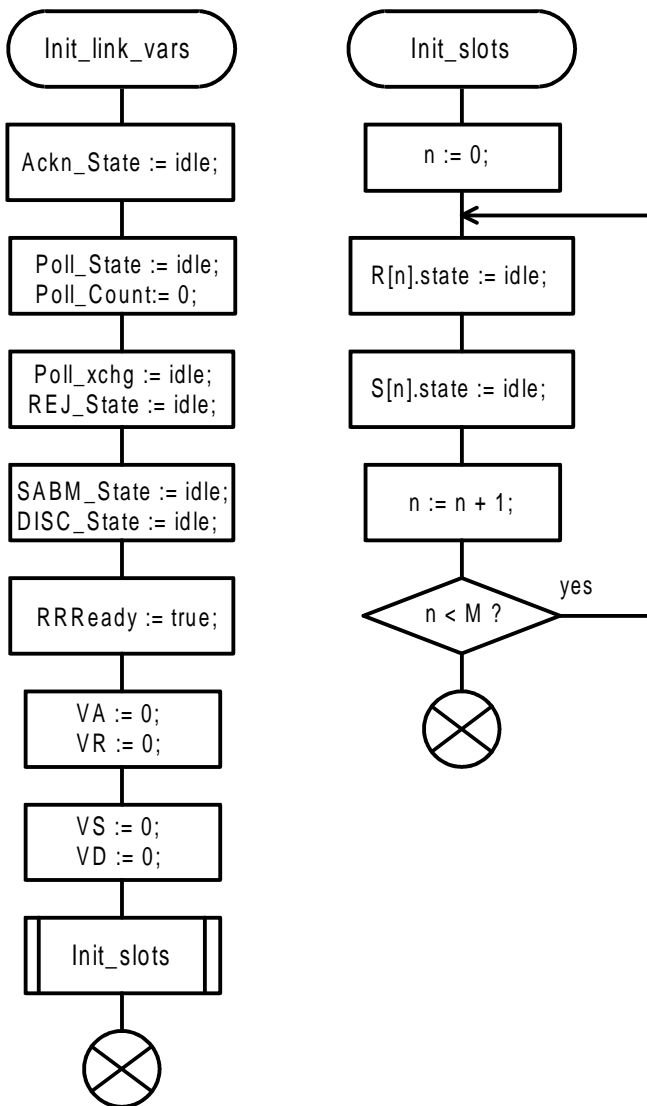 Init_link_vars
Ackn_State := idle;
Poll_State := idle;
Poll_Count:= 0;
Poll_xchg := idle;
REJ_State := idle;
SABM_State := idle;
DISC_State := idle;
RRReady := true;
VA := 0;
VR := 0;
VS := 0;
VD := 0;
Init_slots
Init_slots
n := 0;
R[n].state := idle;
S[n].state := idle;
n := n + 1;
n < M ?
yes